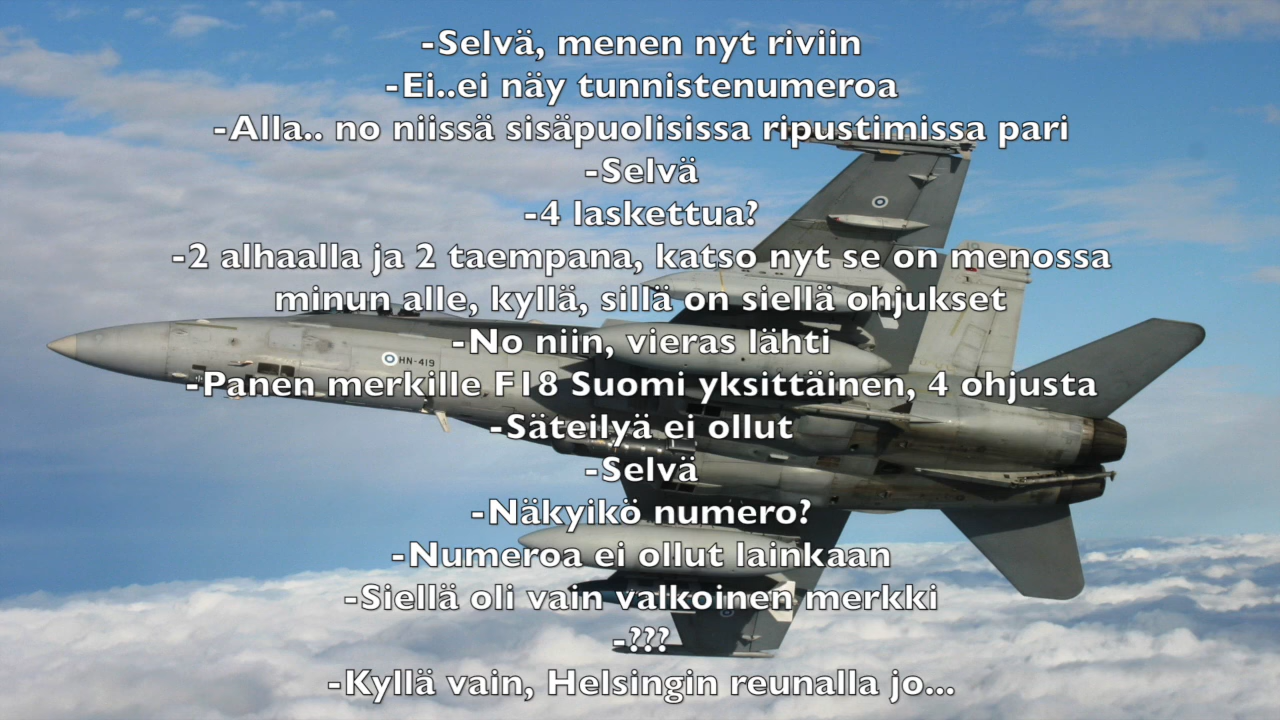 -Selvä, menen nyt riviin
-Ei..ei näy tunnistenumeroa
-Alla.. no niissä sisäpuolisissa ripustimissa pari
-Selvä
-4 laskettua?
-2 alhaalla ja 2 taempana, katso nyt se on menossa
minun alle, kyllä, sillä on siellä ohjukset
-No niin, vieras lähti
HN-419
-Panen merkille F18 Suomi yksittäinen, 4 ohjusta
-Säteilyä ei ollut
-Selvä
-Näkyikö numero?
-Numeroa ei ollut lainkaan
-Siellä oli vain valkoinen merkki
-???
-Kyllä vain, Helsingin reunalla jo...